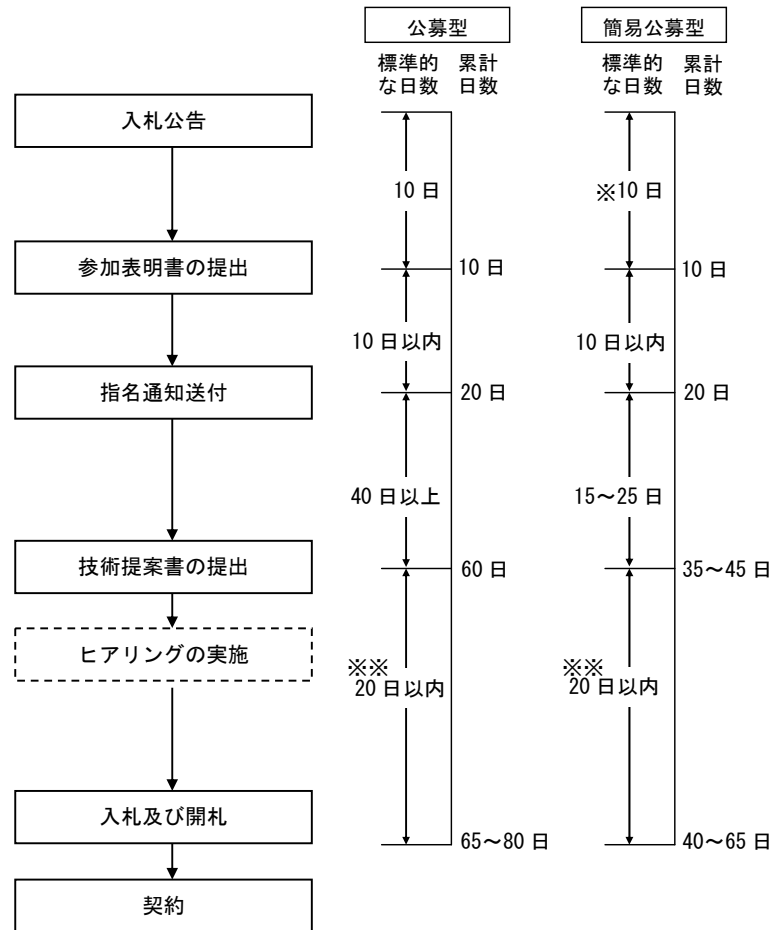 公募型
簡易公募型
標準的
な日数
累計
日数
標準的
な日数
累計
日数
入札公告
10 日
※10 日
参加表明書の提出
10 日
10 日
10 日以内
10 日以内
指名通知送付
20 日
20 日
40 日以上
15～25 日
技術提案書の提出
60 日
35～45 日
ヒアリングの実施
※※
20 日以内
※※
20 日以内
入札及び開札
65～80 日
40～65 日
契約